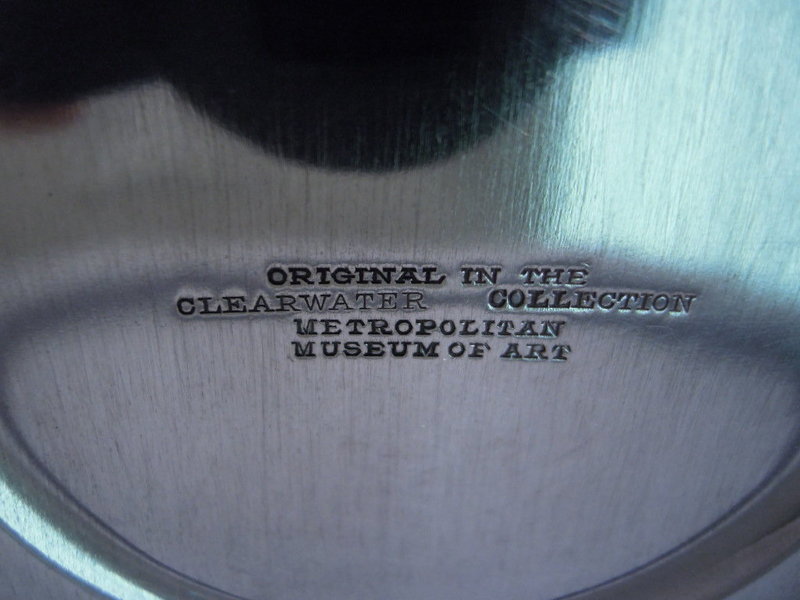 ORIGINAL IN THE
CLEARWATER COLLECTION
METROPOLITAN
MUSEUM OF ART